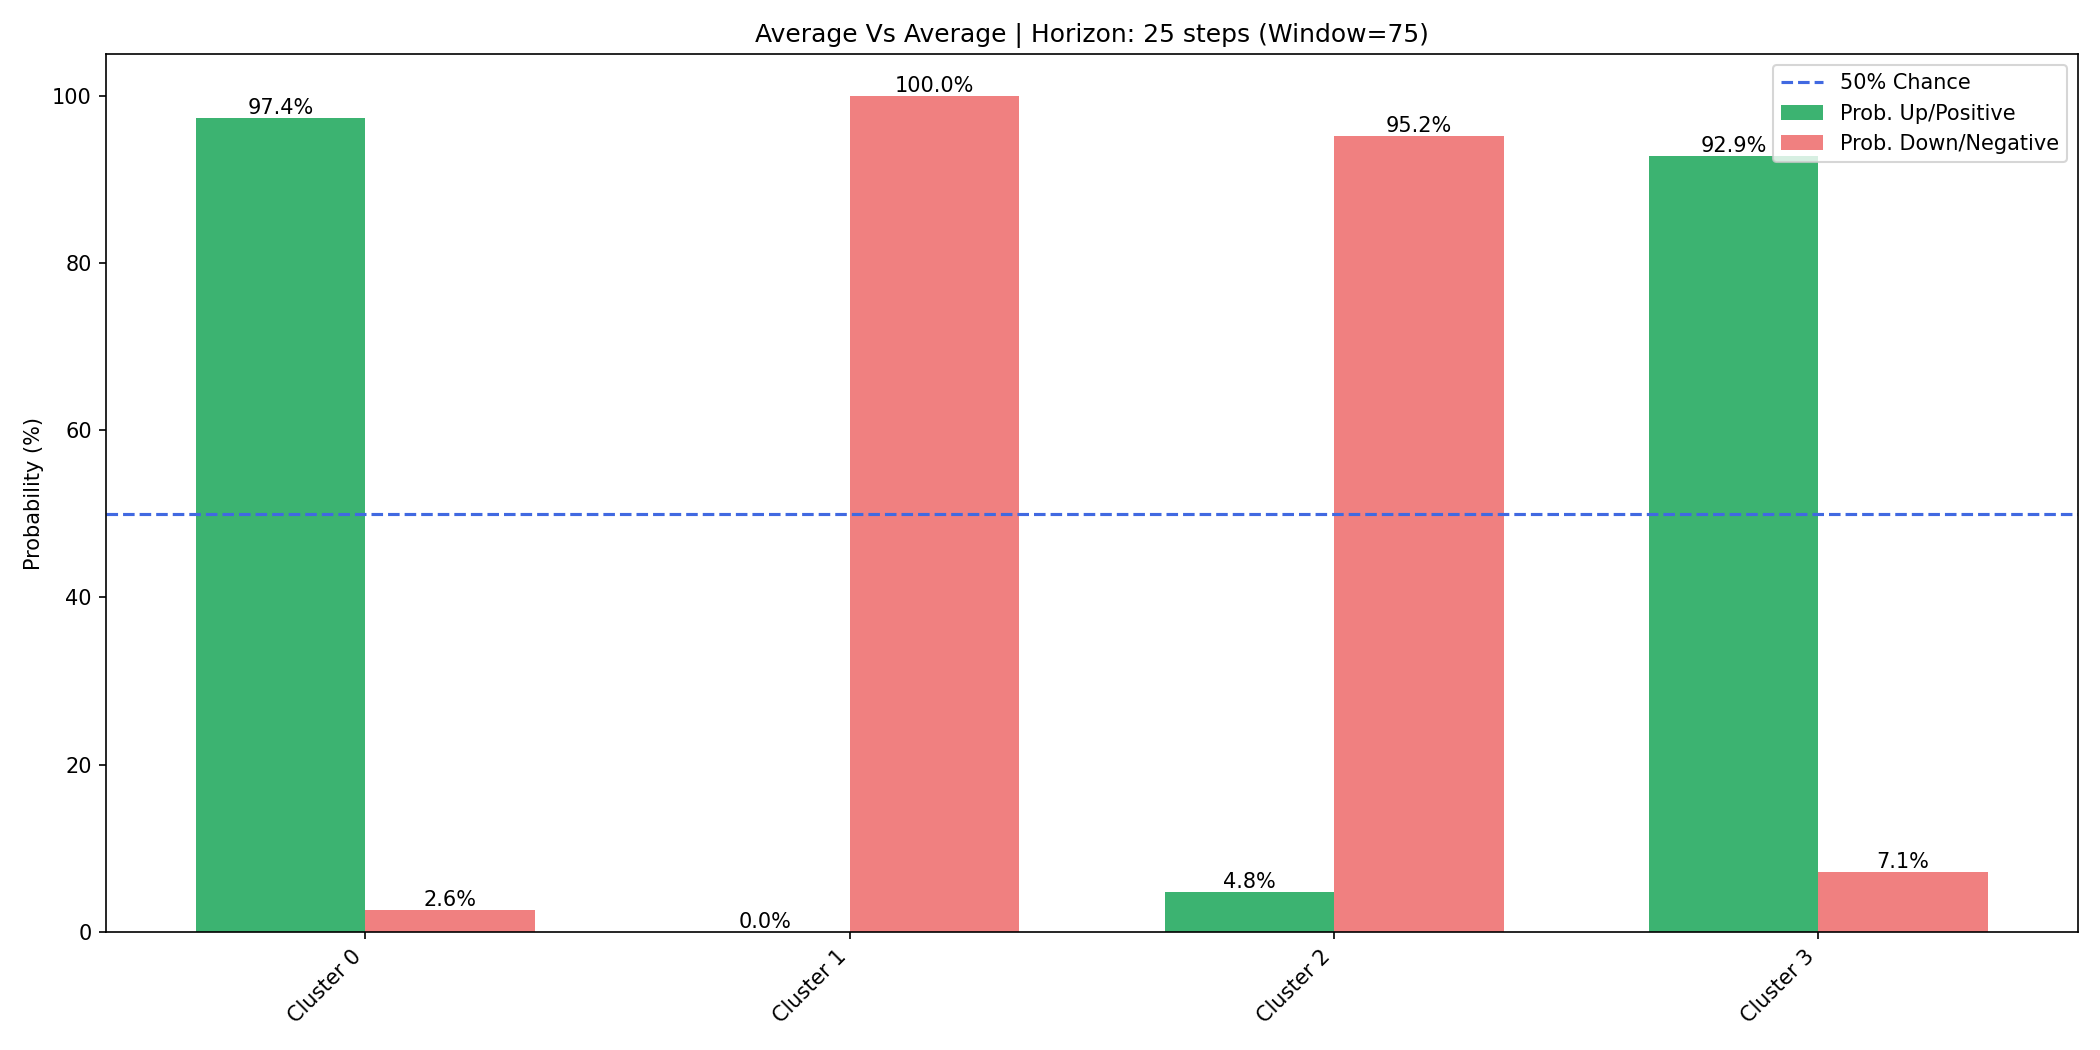 Average Vs Average | Horizon: 25 steps (Window=75)
50% Chance
Prob. Up/Positive
Prob. Down/Negative
Probability (%)
100
80
60
40
20
0
97.4%
2.6%
0.0%
100.0%
4.8%
95.2%
92.9%
7.1%
Cluster 0
Cluster 1
Cluster 2
Cluster 3